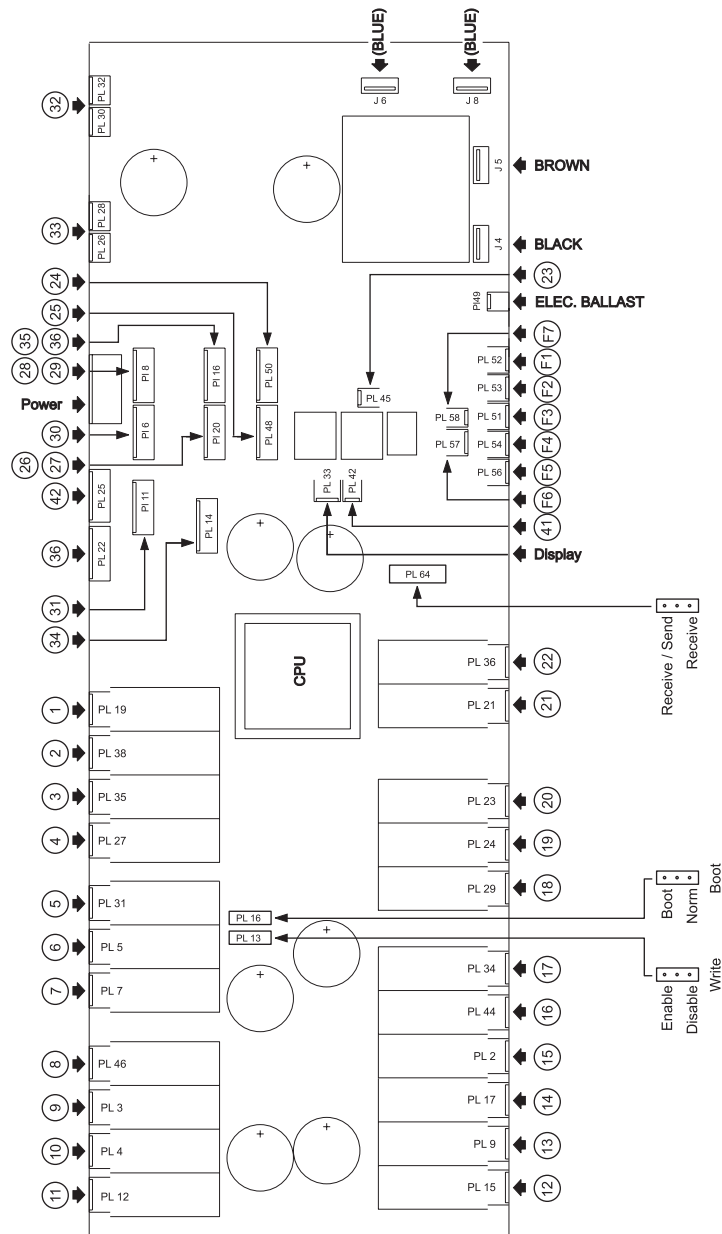 (BLUE)
(BLUE)
J 6
J 8
32
PL 32
PL 30
J 5
BROWN
33
PL 28
PL 26
J 4
BLACK
24
23
25
PI49
ELEC. BALLAST
35
36
F7
28
29
PI 8
PI 16
PL 50
PL 52
F1
PL 45
PL 53
F2
Power
PL 58
PL 51
F3
30
PI 6
PI 20
PL 48
PL 57
PL 54
F4
26
27
PL 56
F5
42
PL 25
PI 11
PL 14
PL 33
PL 42
F6
41
36
PL 22
Display
PL 64
31
34
Receive / Send
Receive
CPU
PL 36
22
1
PL 19
PL 21
21
2
PL 38
3
PL 35
PL 23
20
4
PL 27
PL 24
19
PL 29
18
5
PL 31
PL 16
Boot
Norm
Boot
6
PL 5
PL 13
7
PL 7
PL 34
17
Enable
Disable
Write
PL 44
16
8
PL 46
PL 2
15
9
PL 3
PL 17
14
10
PL 4
PL 9
13
11
PL 12
PL 15
12
+
+
+
+
+
+
+
+